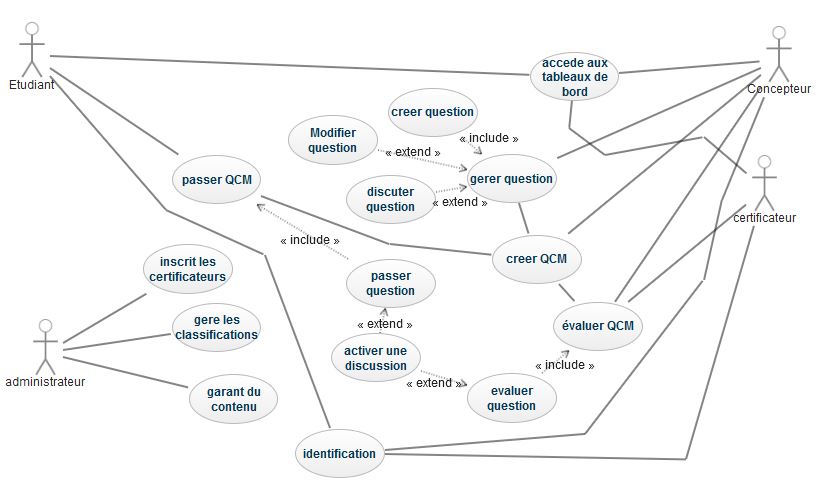 Etudiant
accede aux
tableaux de
bord
Concepteur
creer question
Modifier
question
« include »
« extend »
passer QCM
gerer question
discuter
question
« extend »
certificateur
« include »
inscrit les
certificateurs
creer QCM
passer
question
gere les
classifications
« extend »
évaluer QCM
administrateur
activer une
discussion
« include »
« extend »
garant du
contenu
evaluer
question
identification